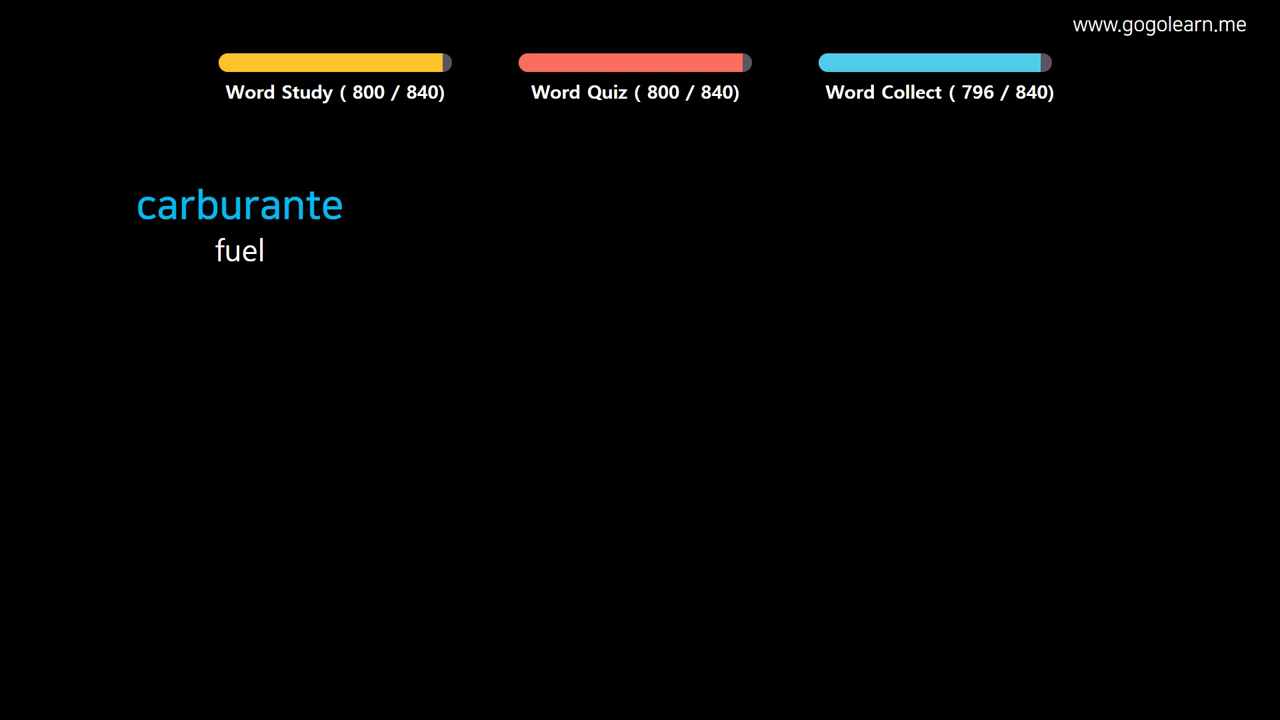 www.gogolearn.me
Word Study ( 800 / 840)
Word Quiz ( 800 / 840)
Word Collect ( 796 / 840)
carburante
fuel